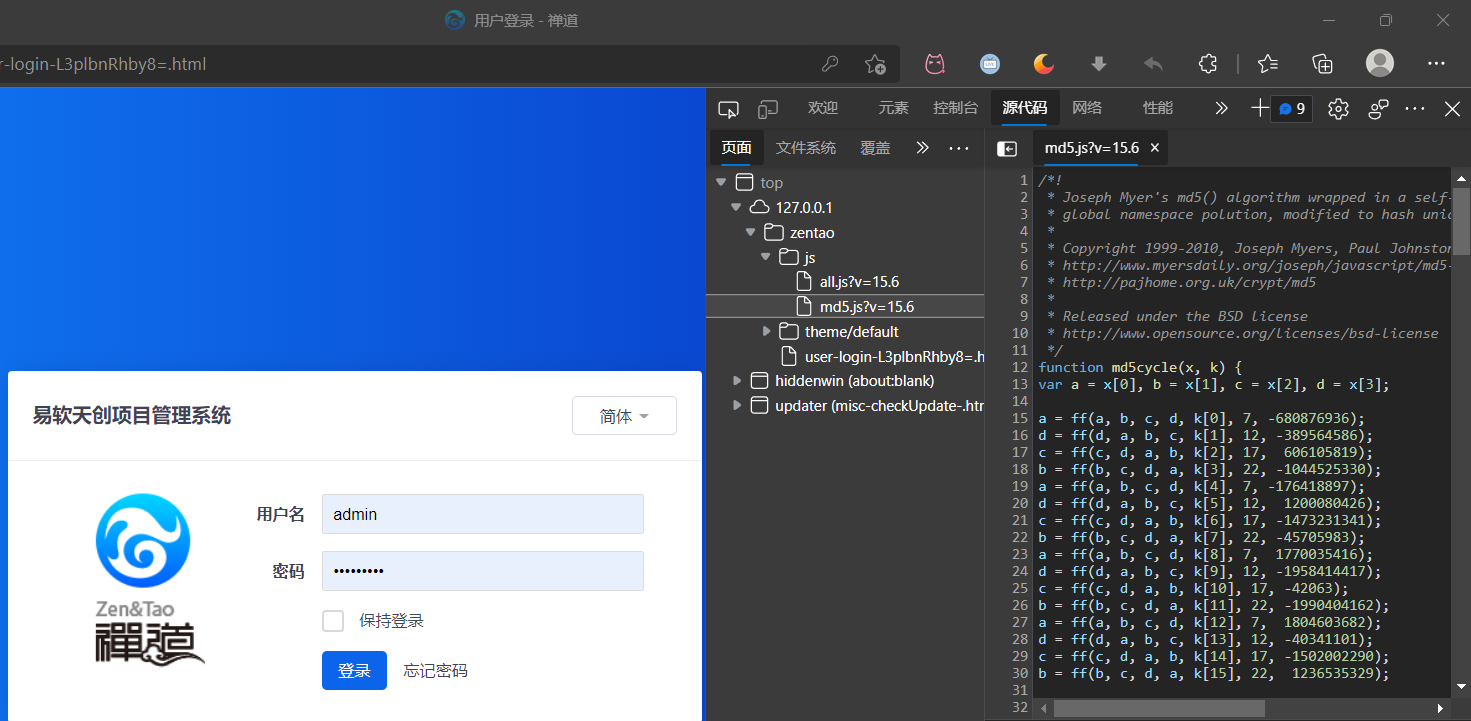 用户登录 - 禅道
r-login-L3plbnRhby8=.html
易软天创项目管理系统
简体
Zen&Tao
禪道
用户名
admin
密码
•••••••••
保持登录
登录
忘记密码
欢迎
元素
控制台
源代码
网络
性能
9
页面
文件系统
覆盖
top
127.0.0.1
zentao
js
all.js?v=15.6
md5.js?v=15.6
theme/default
user-login-L3plbnRhby8=.h
hiddenwin (about:blank)
updater (misc-checkUpdate-.htr
md5.js?v=15.6
1 /*!
2 * Joseph Myer's md5() algorithm wrapped in a self-
3 * global namespace polution, modified to hash unic
4 *
5 * Copyright 1999-2010, Joseph Myers, Paul Johnston
6 * http://www.myersdaily.org/joseph/javascript/md5-
7 * http://pajhome.org.uk/crypt/md5
8 *
9 * Released under the BSD license
10 * http://www.opensource.org/licenses/bsd-license
11 */
12 function md5cycle(x, k) {
13 var a = x[0], b = x[1], c = x[2], d = x[3];
14
15 a = ff(a, b, c, d, k[0], 7, -680876936);
16 d = ff(d, a, b, c, k[1], 12, -389564586);
17 c = ff(c, d, a, b, k[2], 17,  606105819);
18 b = ff(b, c, d, a, k[3], 22, -1044525330);
19 a = ff(a, b, c, d, k[4], 7, -176418897);
20 d = ff(d, a, b, c, k[5], 12,  1200080426);
21 c = ff(c, d, a, b, k[6], 17, -1473231341);
22 b = ff(b, c, d, a, k[7], 22, -45705983);
23 a = ff(a, b, c, d, k[8], 7,  1770035416);
24 d = ff(d, a, b, c, k[9], 12, -1958414417);
25 c = ff(c, d, a, b, k[10], 17, -42063);
26 b = ff(b, c, d, a, k[11], 22, -1990404162);
27 a = ff(a, b, c, d, k[12], 7,  1804603682);
28 d = ff(d, a, b, c, k[13], 12, -40341101);
29 c = ff(c, d, a, b, k[14], 17, -1502002290);
30 b = ff(b, c, d, a, k[15], 22,  1236535329);
31
32